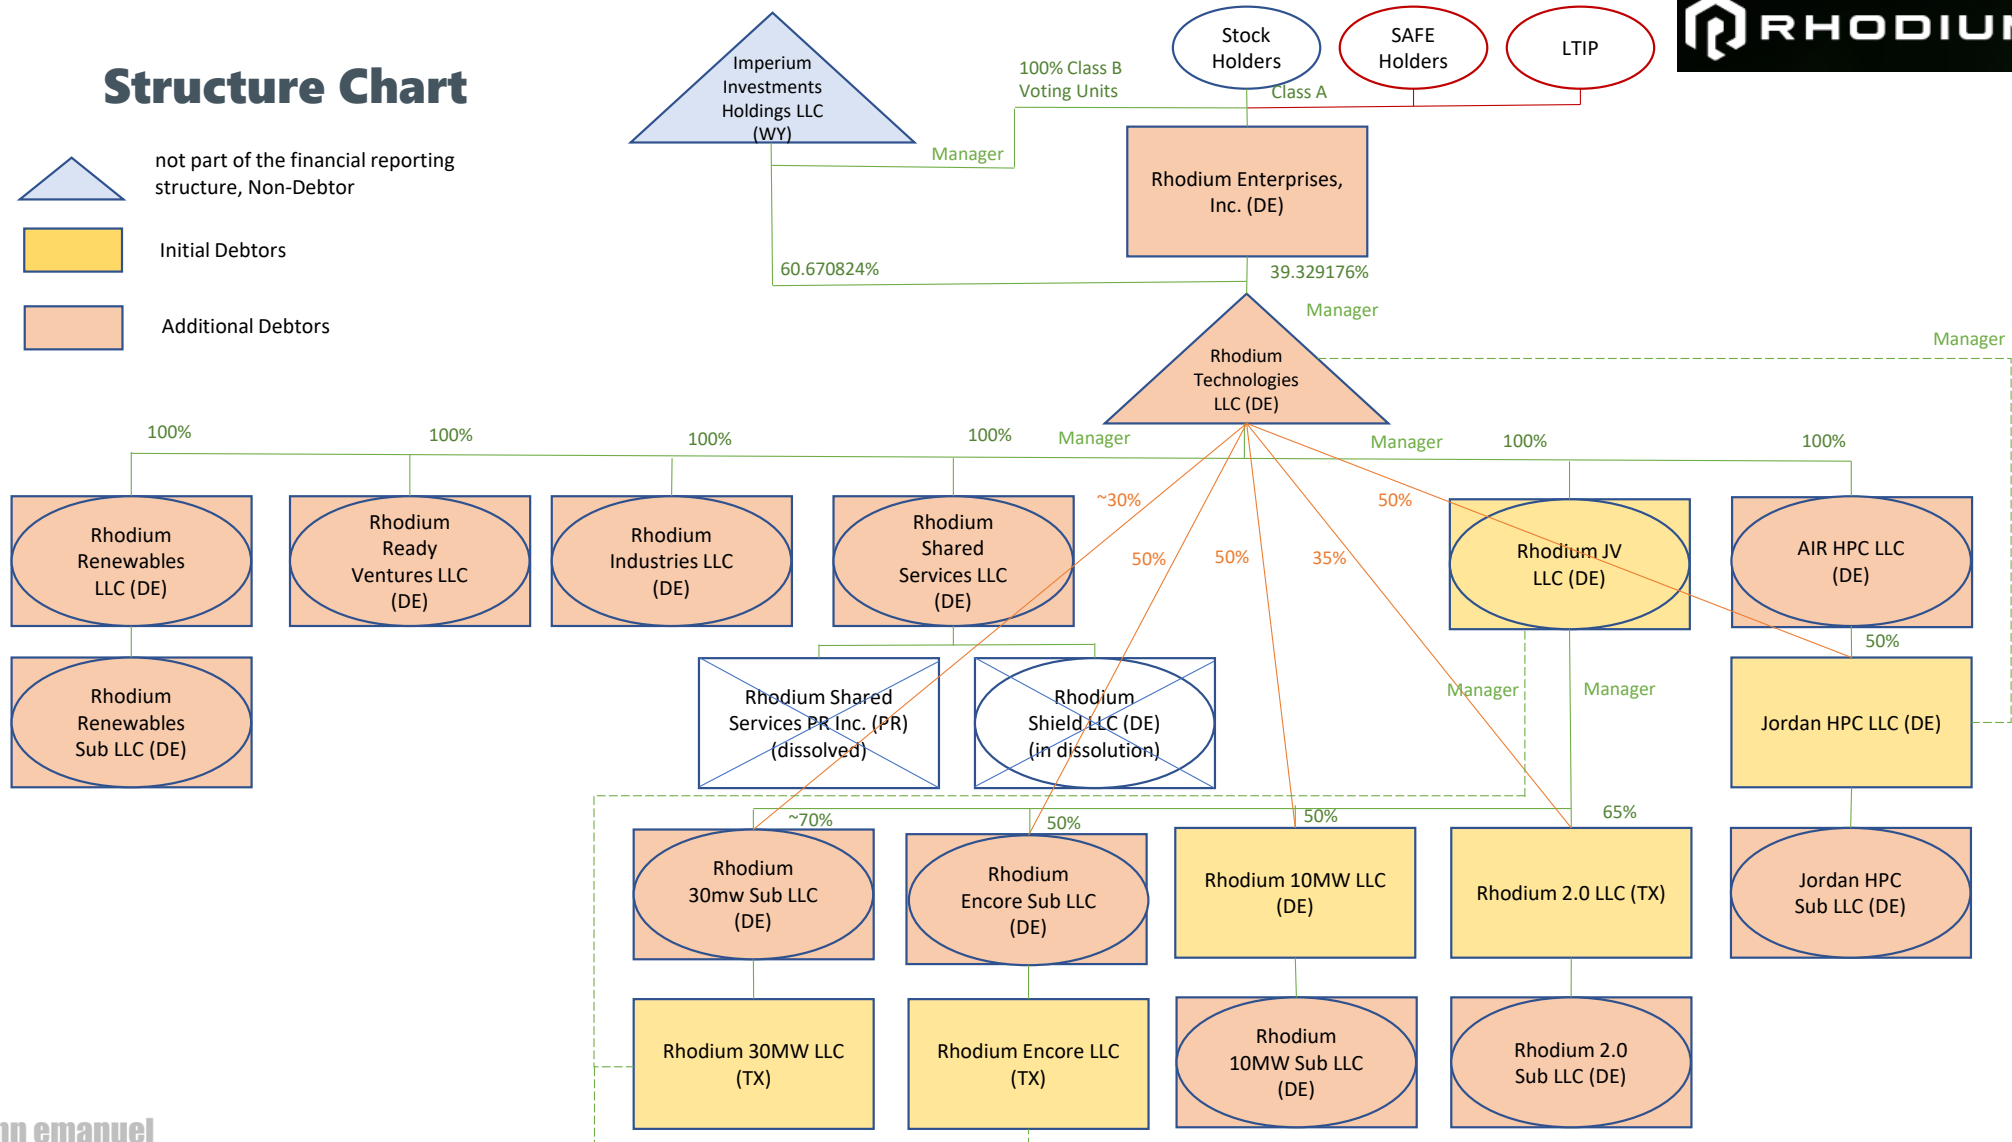 Structure Chart
not part of the financial reporting
structure, Non-Debtor
Initial Debtors
Additional Debtors
Imperium
Investments
Holdings LLC
(WY)
100% Class B
Voting Units
Manager
Stock
Holders
SAFE
Holders
LTIP
Class A
RHODIUM
Rhodium Enterprises,
Inc. (DE)
60.670824%
39.329176%
Manager
Manager
Rhodium
Technologies
LLC (DE)
100%
100%
100%
100%
Manager
Manager
100%
100%
~30%
50%
50%
35%
50%
Rhodium
Renewables
LLC (DE)
Rhodium
Ready
Ventures LLC
(DE)
Rhodium
Industries LLC
(DE)
Rhodium
Shared
Services LLC
(DE)
Rhodium JV
LLC (DE)
AIR HPC LLC
(DE)
50%
Rhodium
Renewables
Sub LLC (DE)
Rhodium Shared
Services PR Inc. (PR)
(dissolved)
Rhodium
Shield LLC (DE)
(in dissolution)
Manager
Manager
Jordan HPC LLC (DE)
~70%
50%
50%
65%
Rhodium
30mw Sub LLC
(DE)
Rhodium
Encore Sub LLC
(DE)
Rhodium 10MW LLC
(DE)
Rhodium 2.0 LLC (TX)
Jordan HPC
Sub LLC (DE)
Rhodium 30MW LLC
(TX)
Rhodium Encore LLC
(TX)
Rhodium
10MW Sub LLC
(DE)
Rhodium 2.0
Sub LLC (DE)
nn emanuel